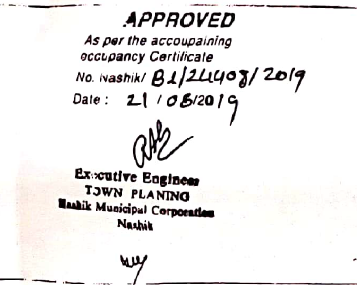 APPROVED
As per the accoupaining
occupancy Certificate
No. Nashik/ B1/24408/2019
Date : 21 / 08/2019
Executive Engineer
TOWN PLANING
Nashik Municipal Corporation
Nashik